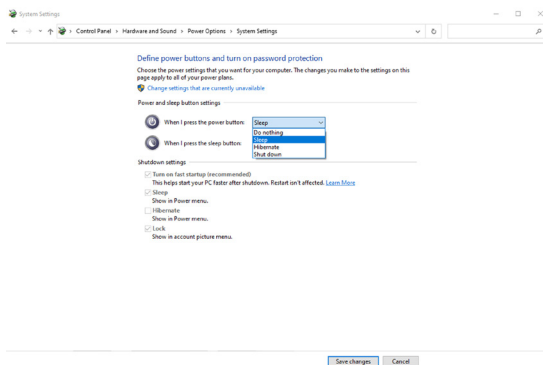 System Settings
Control Panel > Hardware and Sound > Power Options > System Settings
Define power buttons and turn on password protection
Choose the power settings that you want for your computer. The changes you make to the settings on this
page apply to all of your power plans.
Change settings that are currently unavailable
Power and sleep button settings
When I press the power button: Sleep
Do nothing
Sleep
When I press the sleep button:
Hibernate
Shut down
Shutdown settings
Turn on fast startup (recommended)
This helps start your PC faster after shutdown. Restart isn't affected. Learn More
Sleep
Show in Power menu.
Hibernate
Show in Power menu.
Lock
Show in account picture menu.
Save changes Cancel